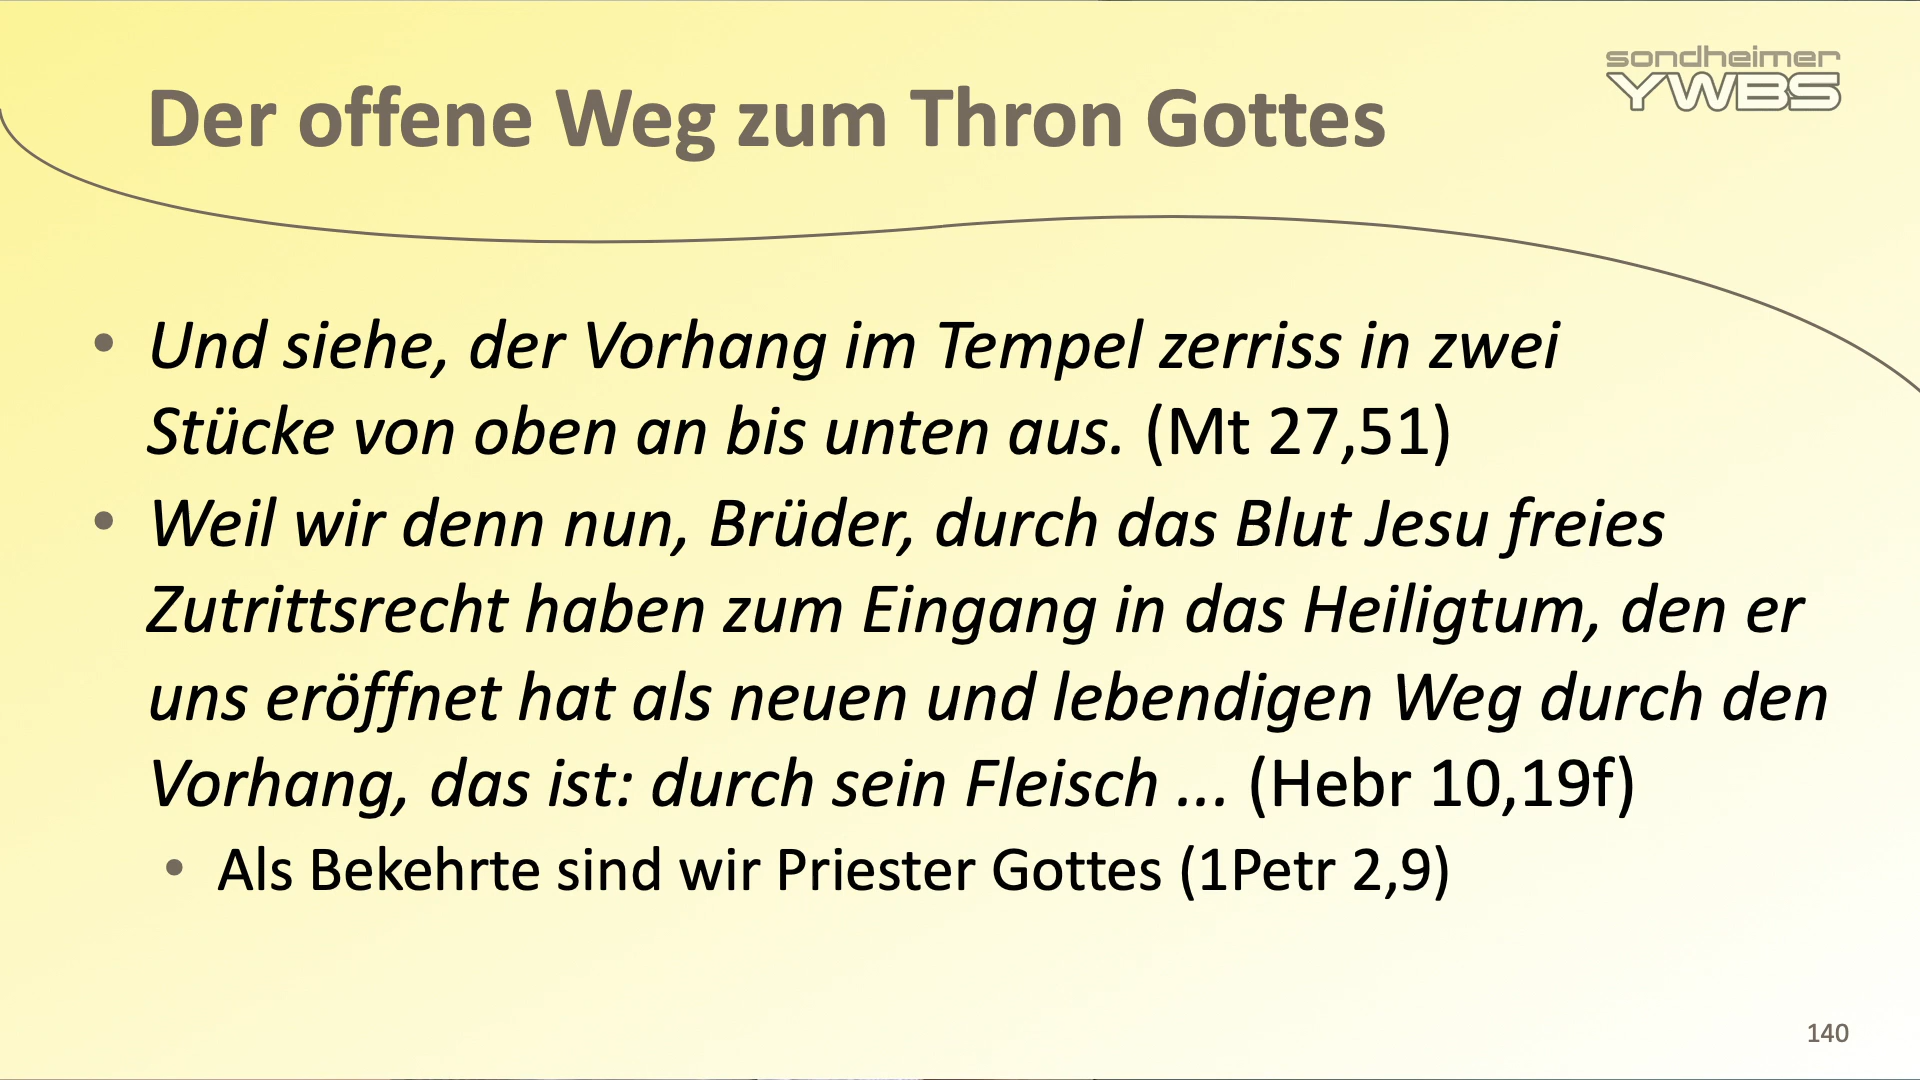 sondheimer
YWBS
Der offene Weg zum Thron Gottes
• Und siehe, der Vorhang im Tempel zerriss in zwei
Stücke von oben an bis unten aus. (Mt 27,51)
• Weil wir denn nun, Brüder, durch das Blut Jesu freies
Zutrittsrecht haben zum Eingang in das Heiligtum, den er
uns eröffnet hat als neuen und lebendigen Weg durch den
Vorhang, das ist: durch sein Fleisch ... (Hebr 10,19f)
• Als Bekehrte sind wir Priester Gottes (1Petr 2,9)
140